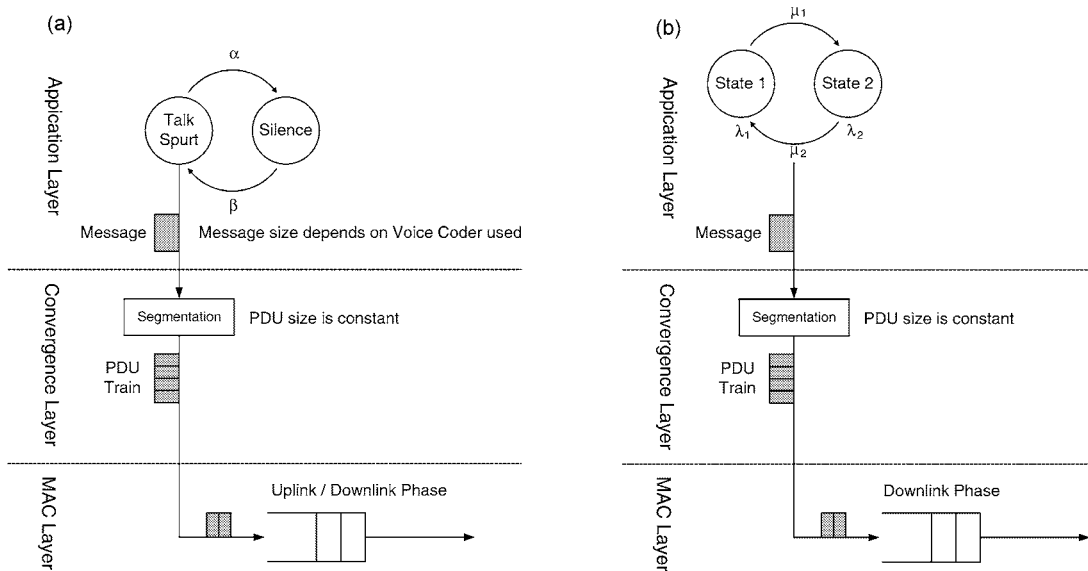 (a)
Appication Layer
α
Talk
Spurt
Silence
β
Message
Message size depends on Voice Coder used
Convergence Layer
Segmentation
PDU size is constant
PDU
Train
MAC Layer
Uplink / Downlink Phase
(b)
Appication Layer
μ1
State 1
State 2
λ1
λ2
μ2
Message
Convergence Layer
Segmentation
PDU size is constant
PDU
Train
MAC Layer
Downlink Phase